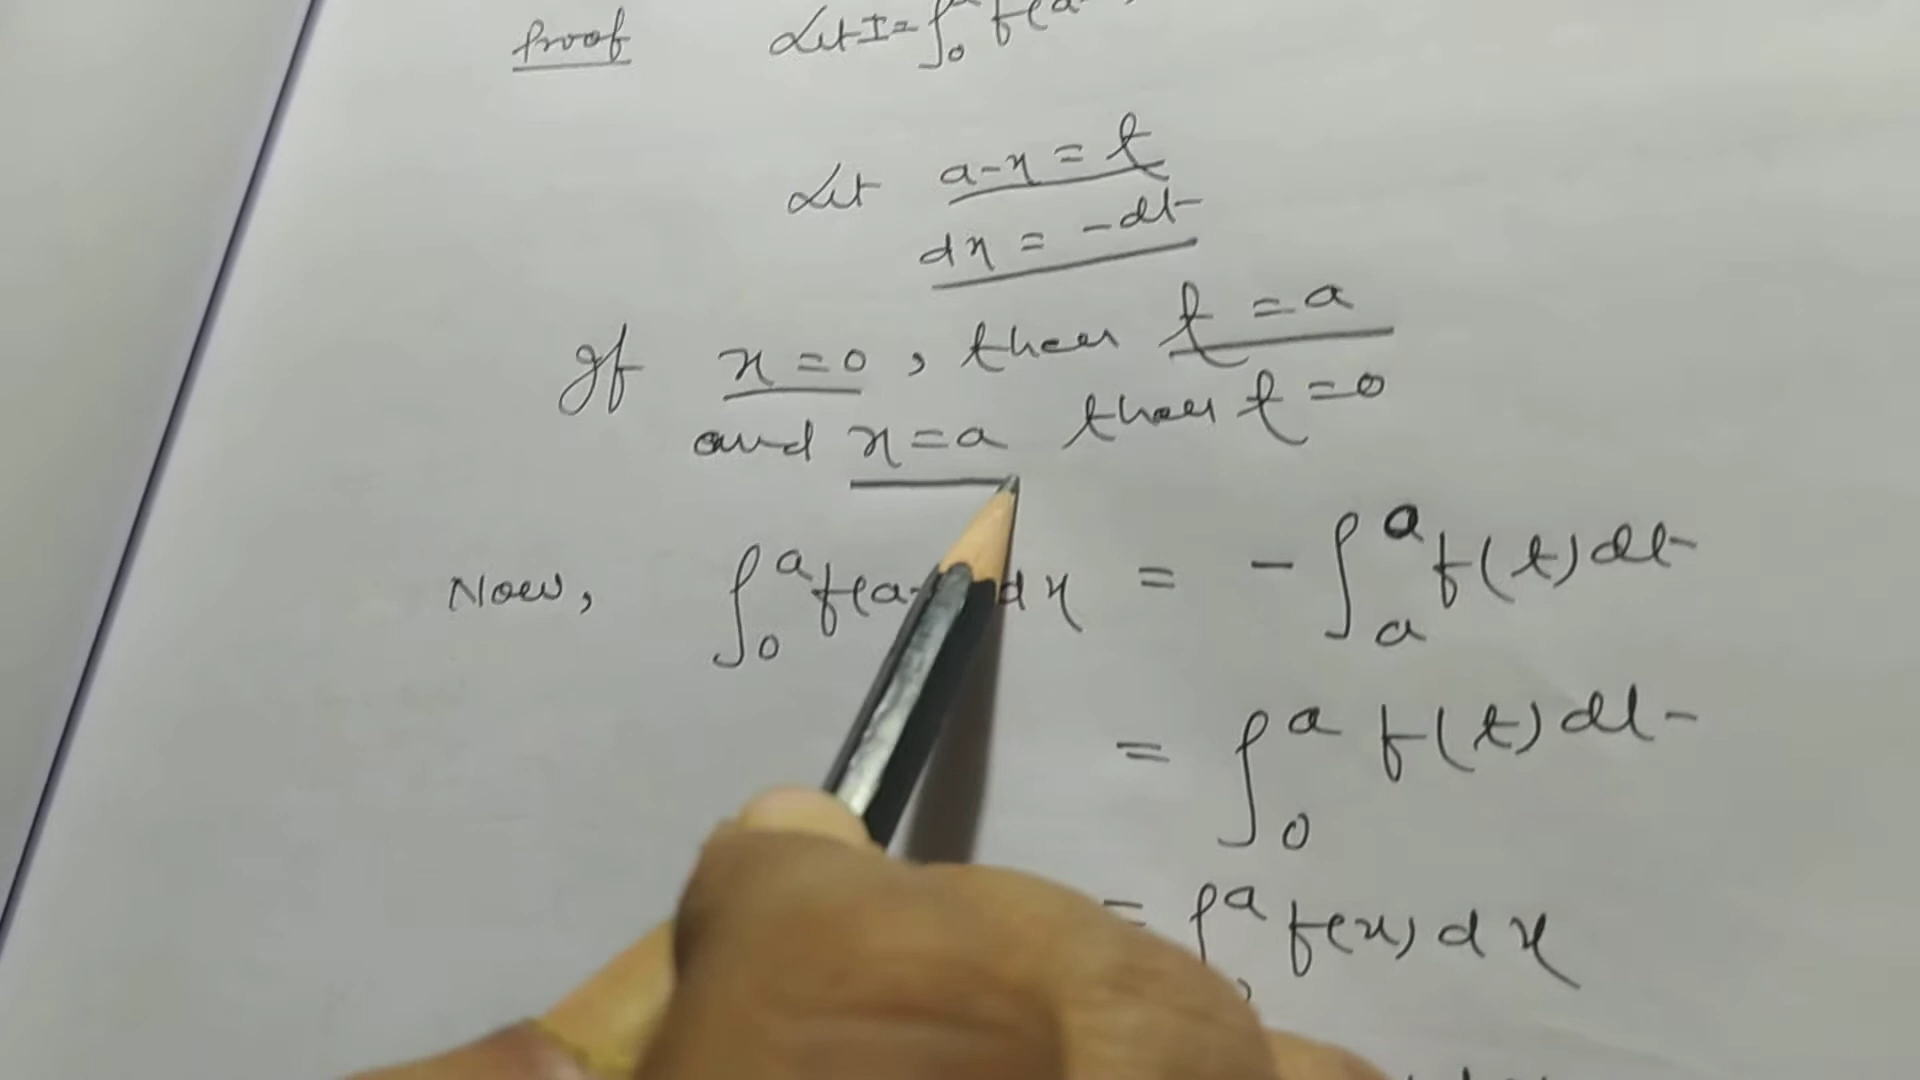 Proof Let I = ∫₀ f(a
Let a-x = t
dx = -dt
If x=0, then t=a
and x=a then t=0
Now, ∫₀ᵃ f(a- dx = -∫ₐᵃ f(t)dt
= ∫₀ᵃ f(t)dt
= ∫ᵃ f(x)dx